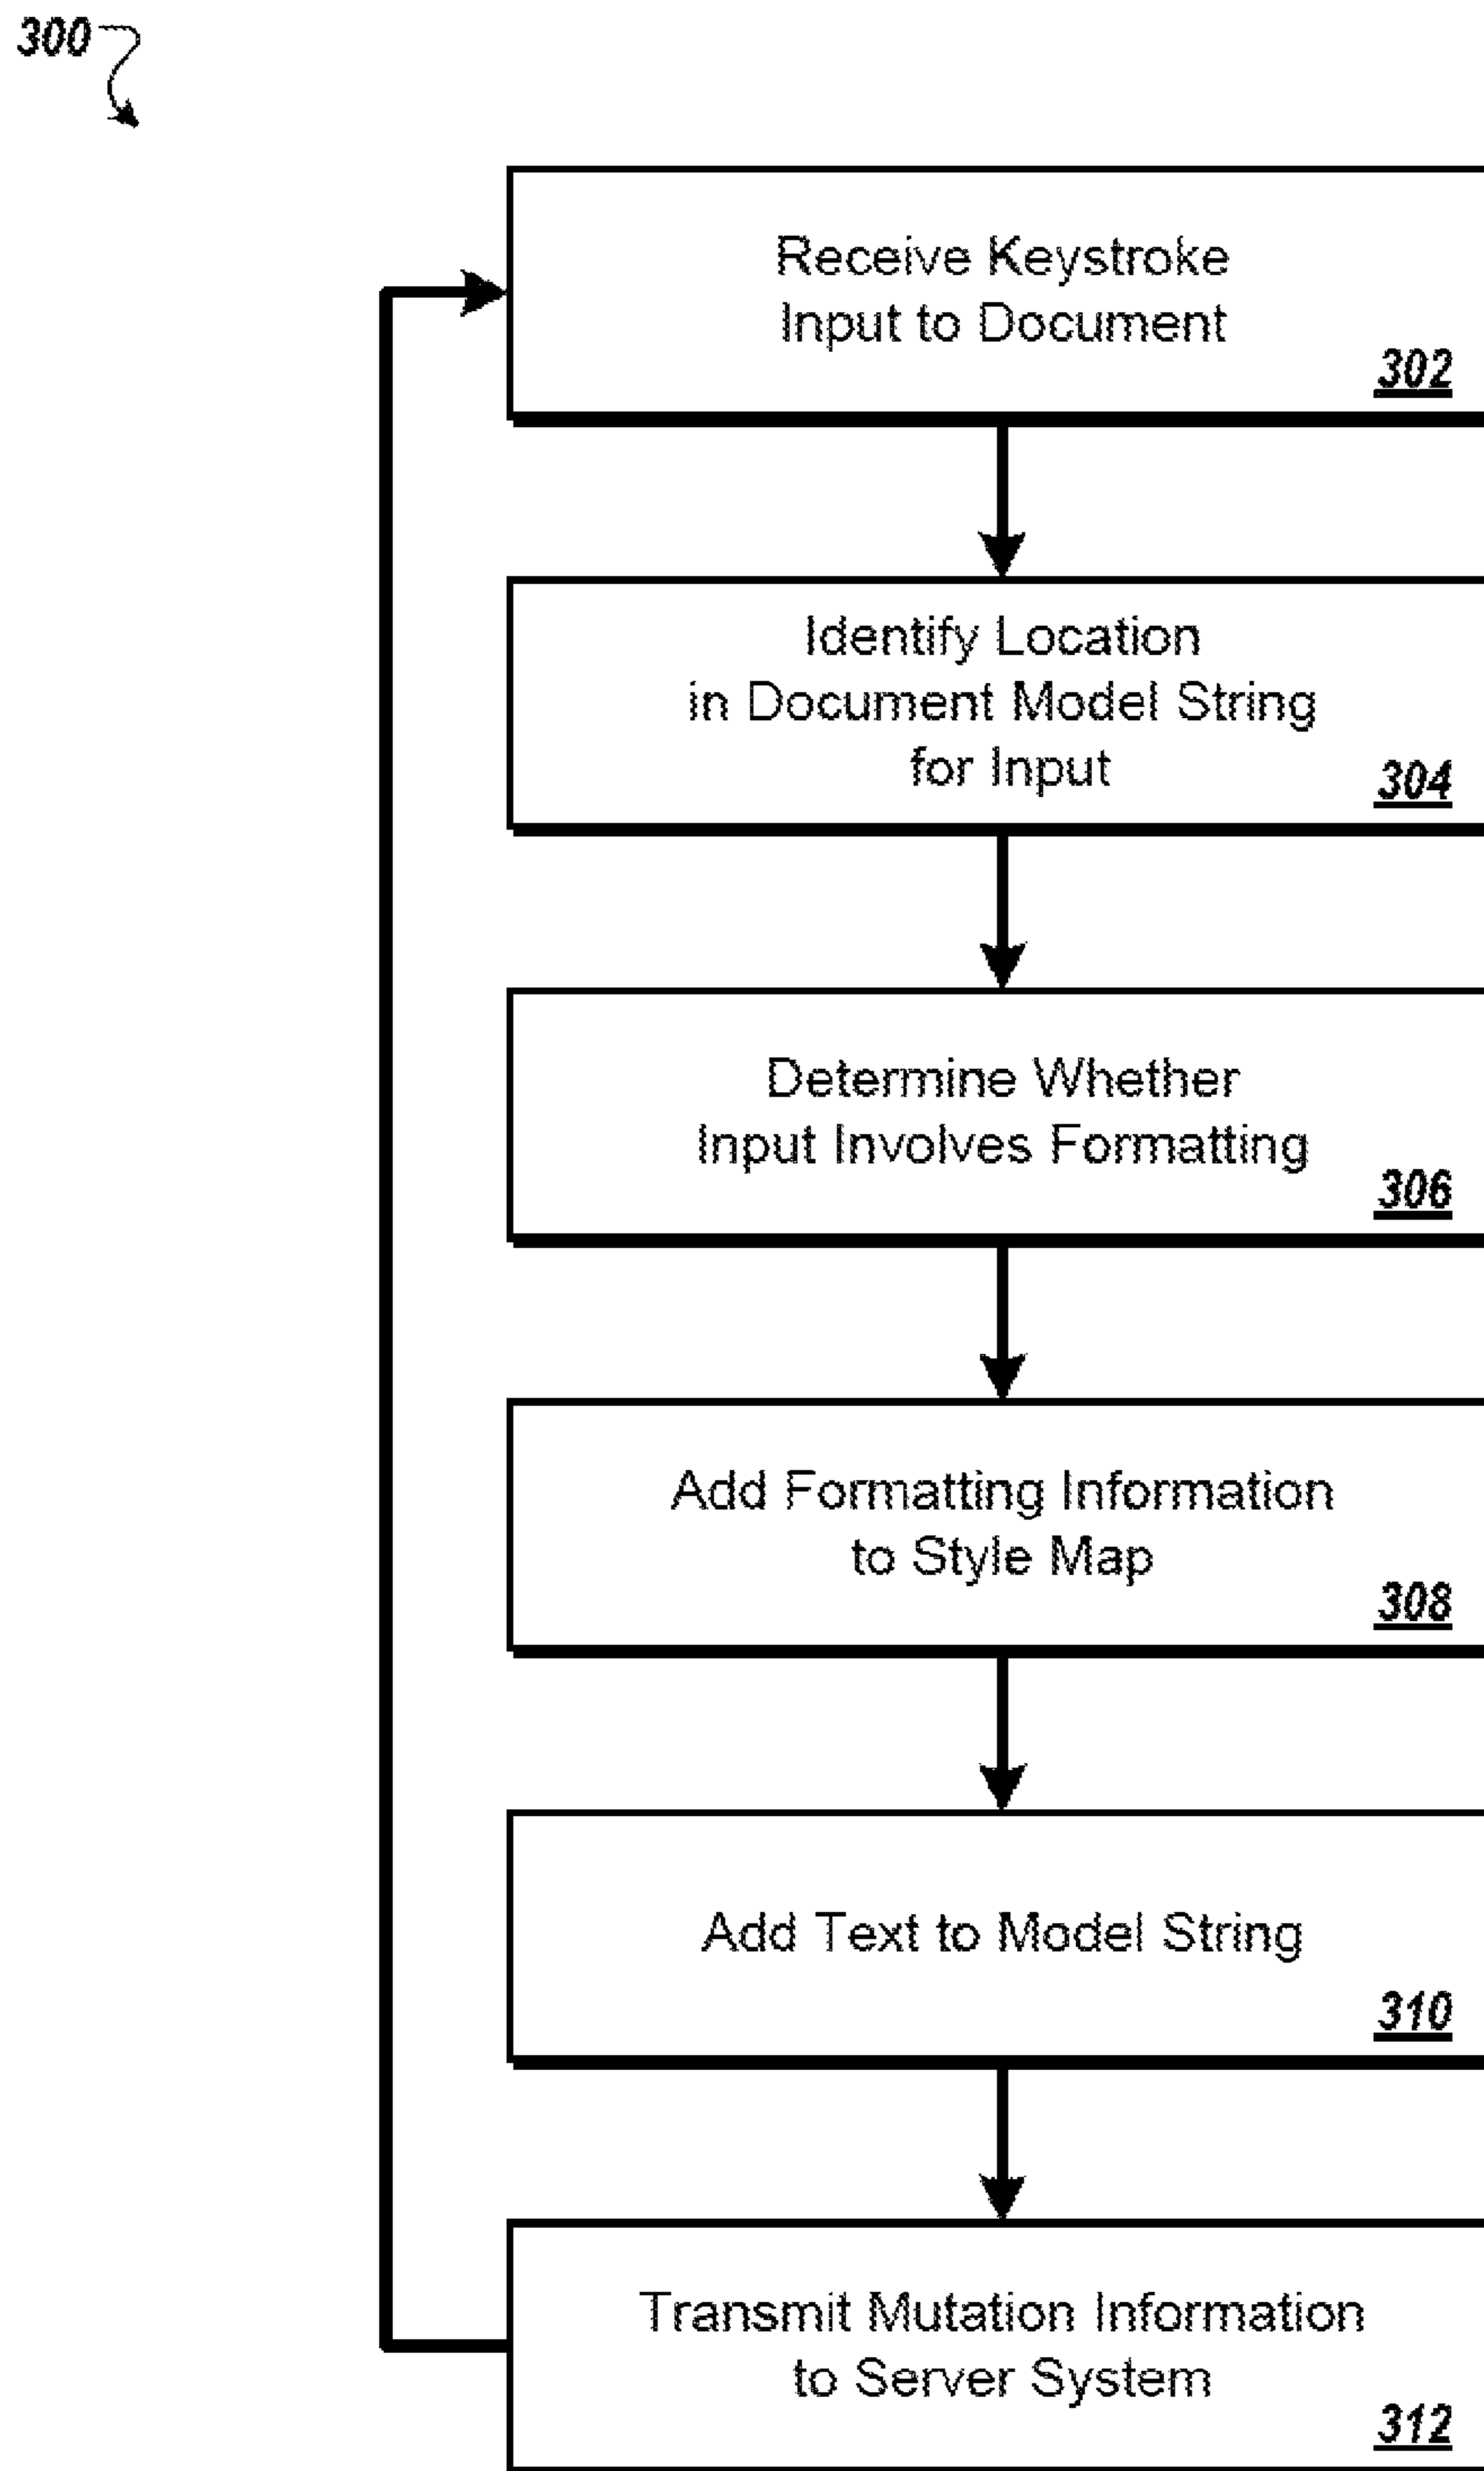 300
Receive Keystroke
Input to Document
302
Identify Location
in Document Model String
for Input
304
Determine Whether
Input Involves Formatting
306
Add Formatting Information
to Style Map
308
Add Text to Model String
310
Transmit Mutation Information
to Server System
312